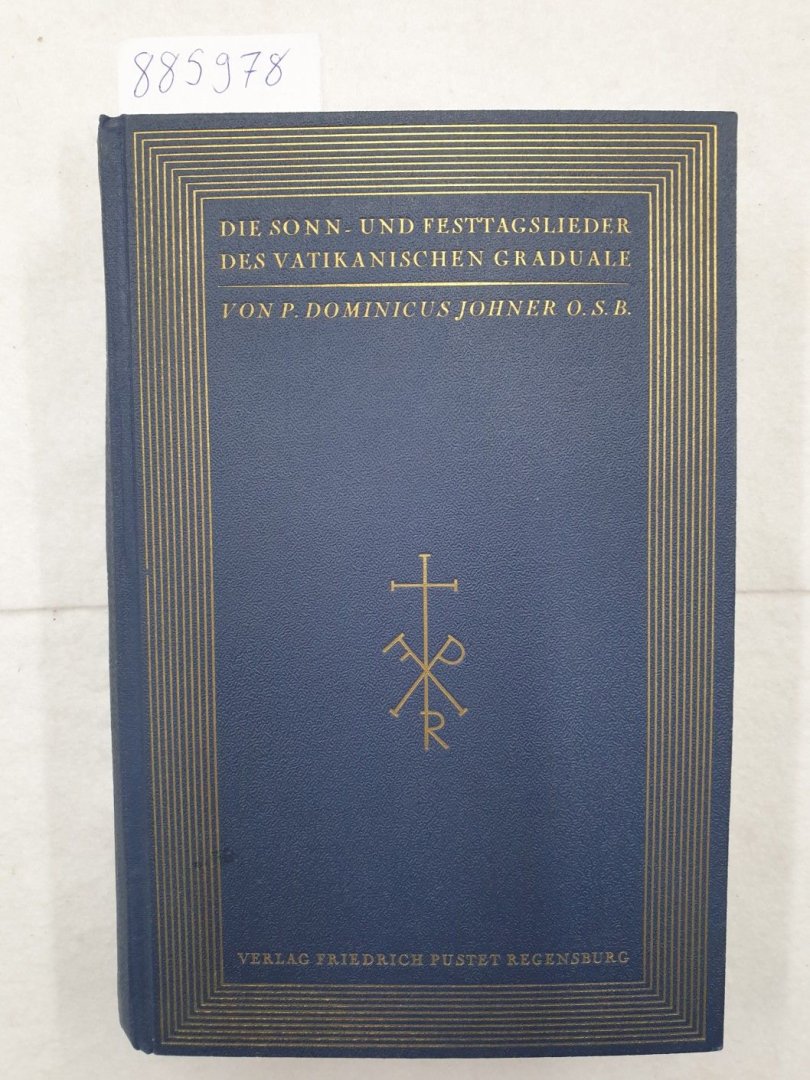 885978
DIE SONN- UND FESTTAGSLIEDER
DES VATIKANISCHEN GRADUALE
VON P. DOMINICUS JOHNER O.S.B.
F P
R
VERLAG FRIEDRICH PUSTET REGENSBURG